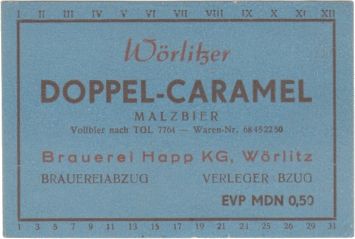 I II III IV V VI VII VIII IX X XI XII
Wörlitzer
DOPPEL-CARAMEL
MALZBIER
Vollbier nach TGL 7764 — Waren-Nr. 68452250
Brauerei Happ KG, Wörlitz
BRAUEREIABZUG VERLEGER BZUG
EVP MDN 0,50
1 3 5 7 9 11 13 15 17 19 21 23 25 27 29 31